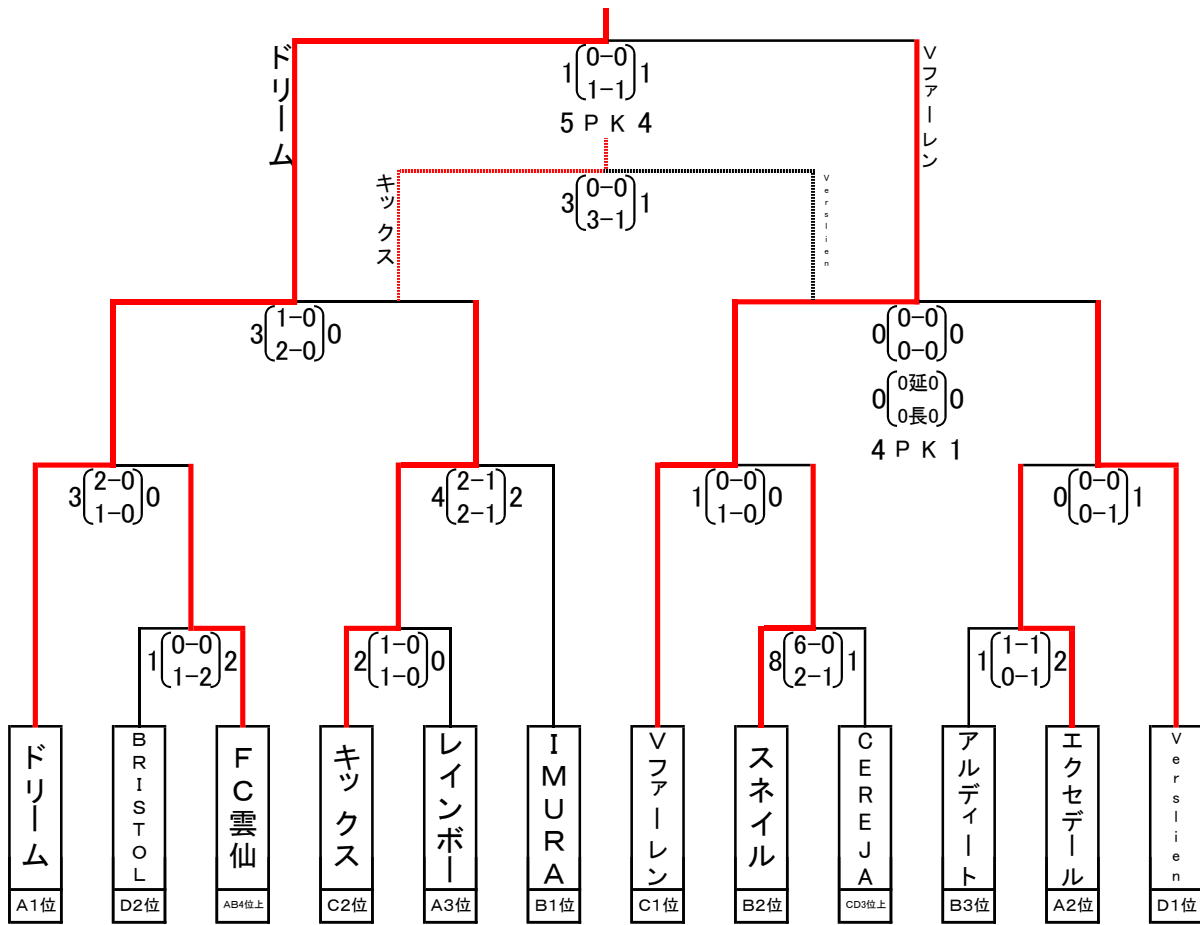 ドリーム
1 0-0 1
1-1
5 P K 4
Vファーレン
キックス
3 0-0 1
3-1
Verslien
3 1-0 0
2-0
0 0-0 0
0-0
0 0延0 0
0長0
4 P K 1
3 2-0 0
1-0
4 2-1 2
2-1
1 0-0 0
1-0
0 0-0 1
0-1
1 0-0 2
1-2
2 1-0 0
1-0
8 6-0 1
2-1
1 1-1 2
0-1
ドリーム
BRISTOL
FC雲仙
キックス
レインボー
IMURA
Vファーレン
スネイル
CEREJA
アルディート
エクセデール
Verslien
A1位
D2位
AB4位上
C2位
A3位
B1位
C1位
B2位
CD3位上
B3位
A2位
D1位